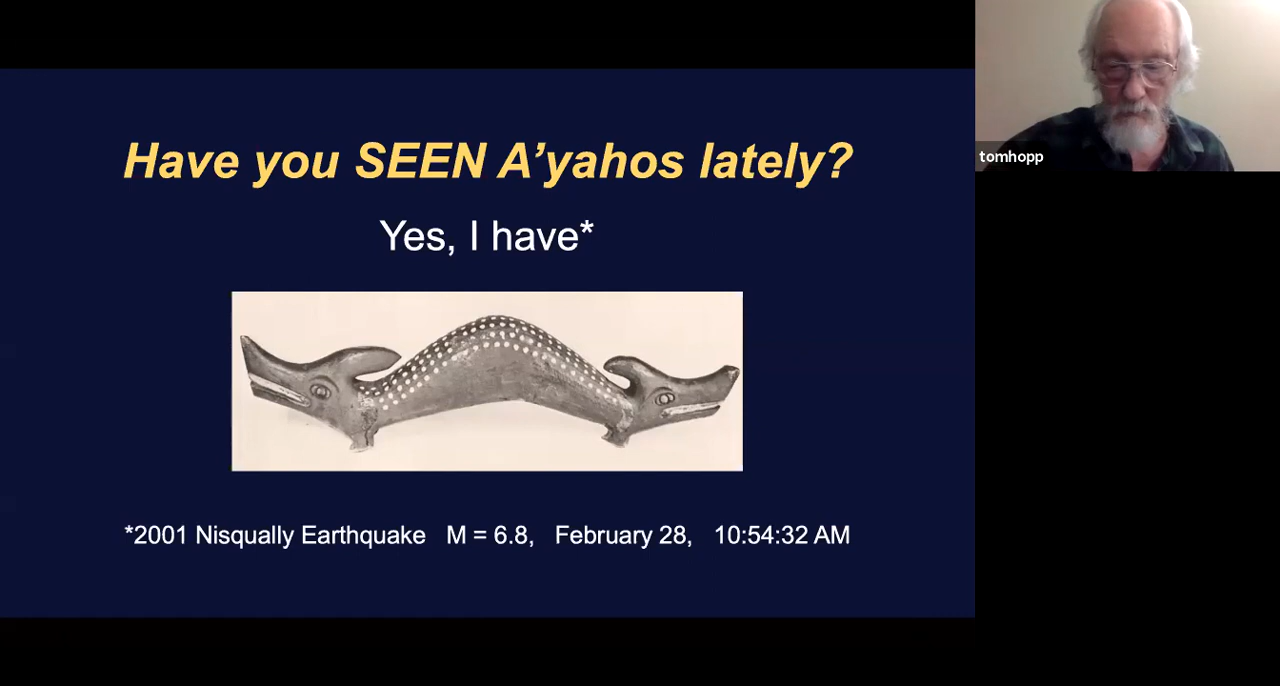 Have you SEEN A’yahos lately?
Yes, I have*
*2001 Nisqually Earthquake M = 6.8, February 28, 10:54:32 AM
tomhopp